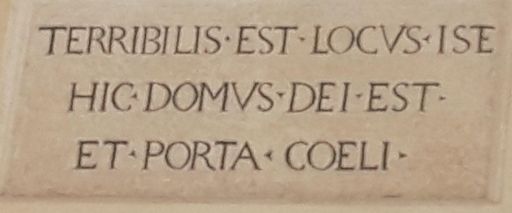 TERRIBILIS·EST·LOCVS·ISE
HIC·DOMVS·DEI·EST·
ET·PORTA·COELI·